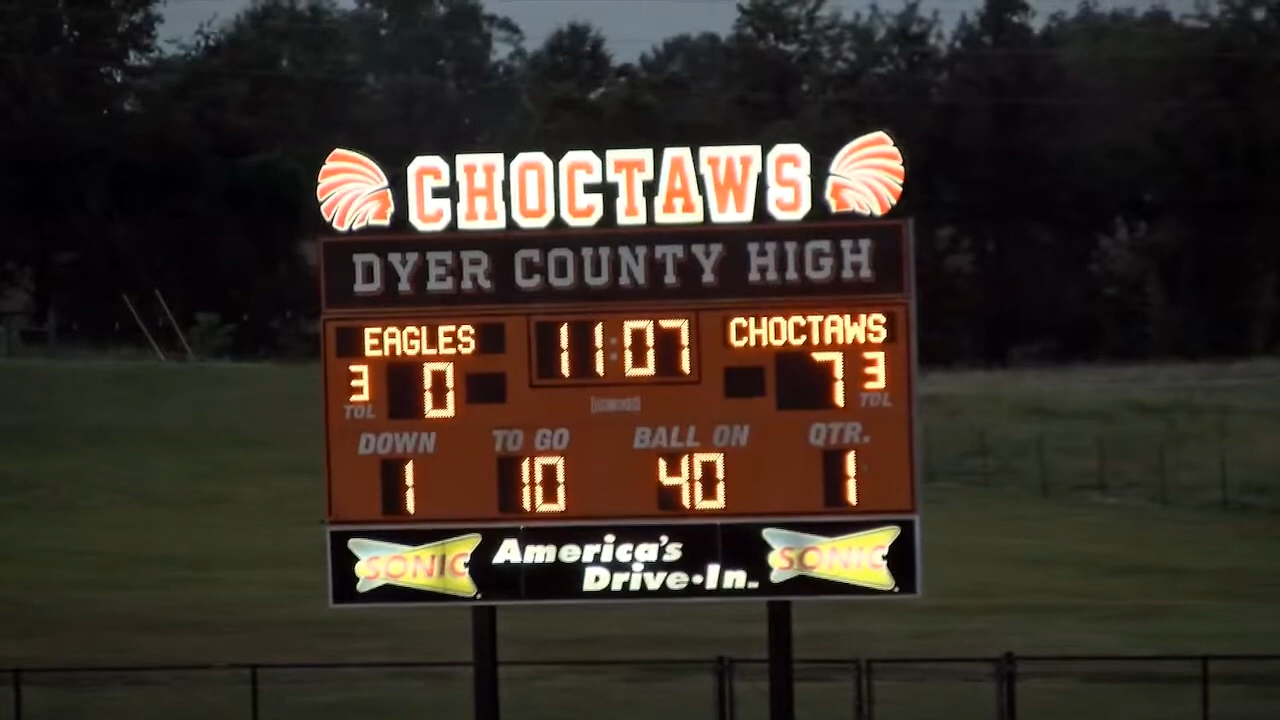 CHOCTAWS
DYER COUNTY HIGH
EAGLES 11:07 CHOCTAWS
3 0 7 3
TOL TOL
DOWN TO GO BALL ON QTR.
1 10 40 1
SONIC America's Drive-In. SONIC